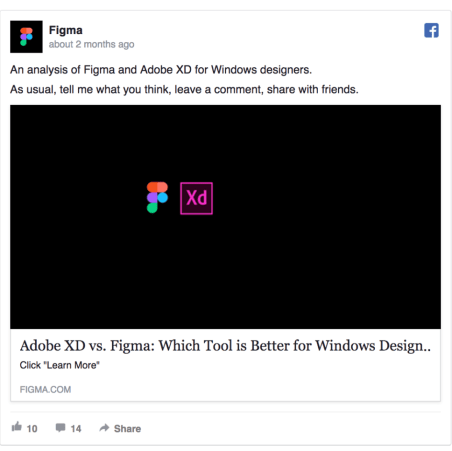 Figma
about 2 months ago
An analysis of Figma and Adobe XD for Windows designers.
As usual, tell me what you think, leave a comment, share with friends.
Xd
Adobe XD vs. Figma: Which Tool is Better for Windows Design..
Click "Learn More"
FIGMA.COM
10 14 Share